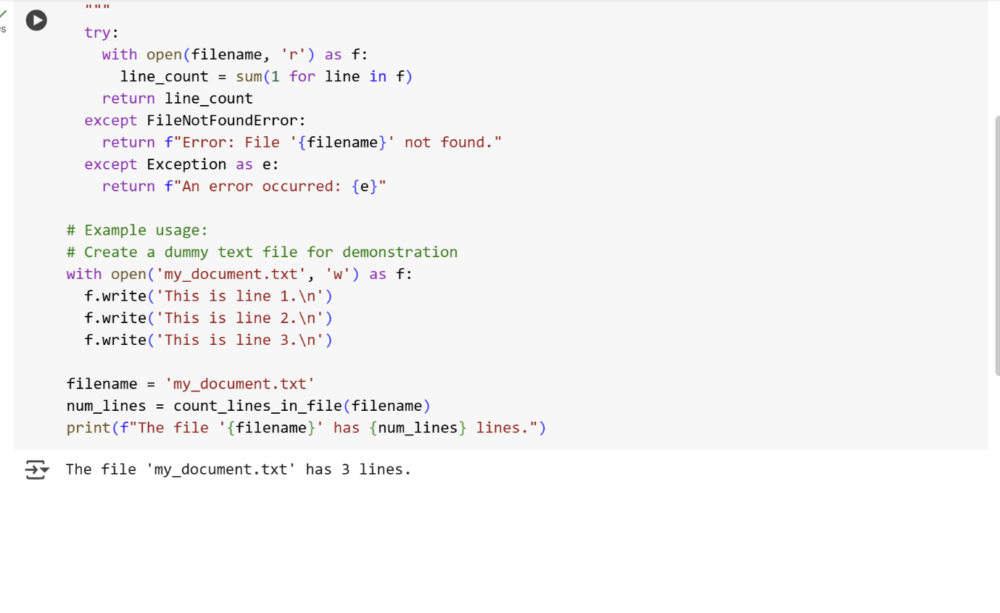 """
try:
with open(filename, 'r') as f:
line_count = sum(1 for line in f)
return line_count
except FileNotFoundError:
return f"Error: File '{filename}' not found."
except Exception as e:
return f"An error occurred: {e}"
# Example usage:
# Create a dummy text file for demonstration
with open('my_document.txt', 'w') as f:
f.write('This is line 1.\n')
f.write('This is line 2.\n')
f.write('This is line 3.\n')
filename = 'my_document.txt'
num_lines = count_lines_in_file(filename)
print(f"The file '{filename}' has {num_lines} lines.")
The file 'my_document.txt' has 3 lines.